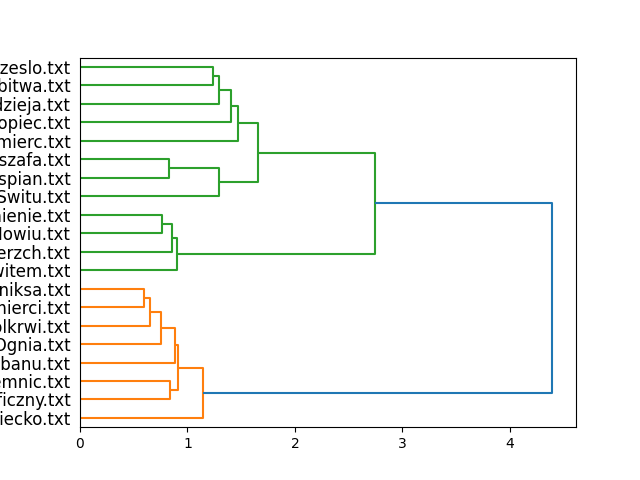 zeslo.txt
bitwa.txt
dzieja.txt
opiec.txt
mierc.txt
szafa.txt
spian.txt
Switu.txt
nienie.txt
Nowiu.txt
erzch.txt
witem.txt
niksa.txt
mierci.txt
olkrwi.txt
Ognia.txt
banu.txt
emnic.txt
ficzny.txt
iecko.txt
0 1 2 3 4